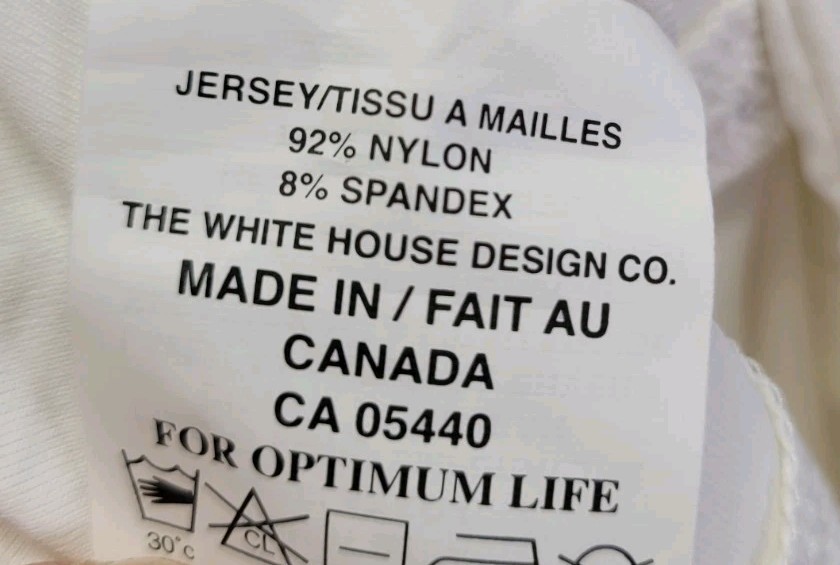 JERSEY/TISSU A MAILLES
92% NYLON
8% SPANDEX
THE WHITE HOUSE DESIGN CO.
MADE IN / FAIT AU
CANADA
CA 05440
FOR OPTIMUM LIFE
30°c
CL